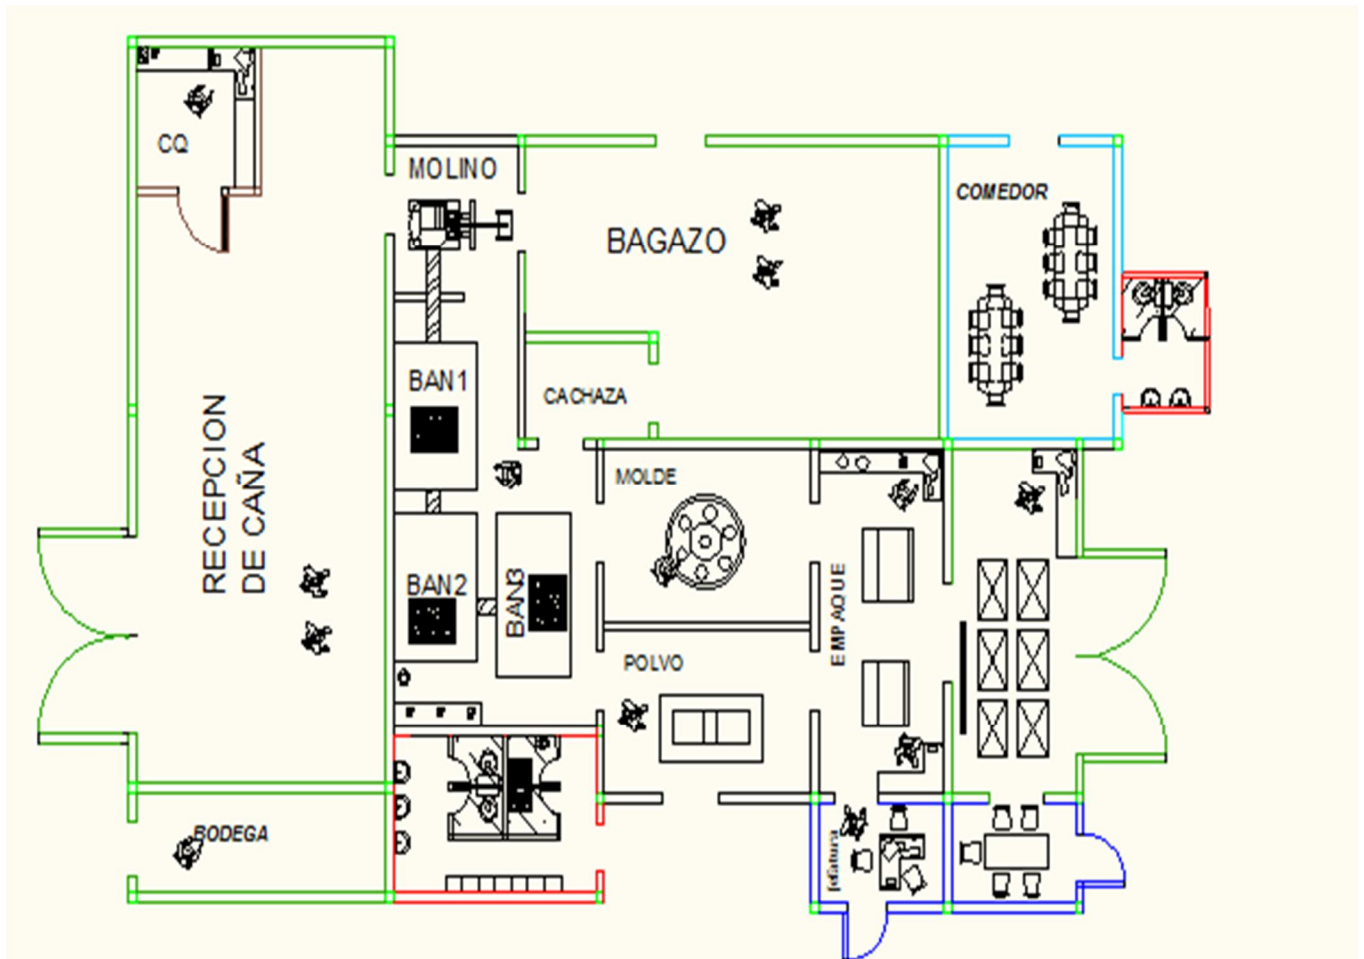 CQ
MOLINO
BAGAZO
COMEDOR
RECEPCION
DE CAÑA
BAN1
CACHAZA
MOLDE
BAN2
BAN3
EMPAQUE
POLVO
BODEGA
jefatura